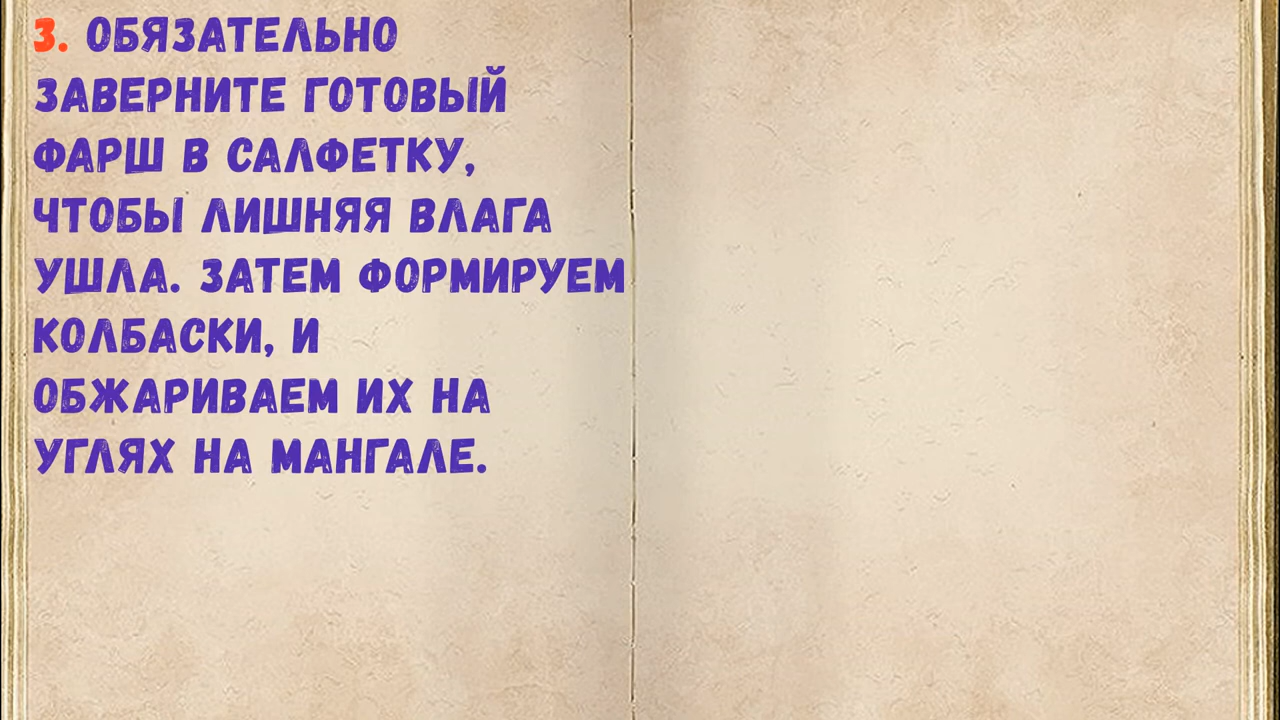 3. ОБЯЗАТЕЛЬНО
ЗАВЕРНИТЕ ГОТОВЫЙ
ФАРШ В САЛФЕТКУ,
ЧТОБЫ ЛИШНЯЯ ВЛАГА
УШЛА. ЗАТЕМ ФОРМИРУЕМ
КОЛБАСКИ, И
ОБЖАРИВАЕМ ИХ НА
УГЛЯХ НА МАНГАЛЕ.